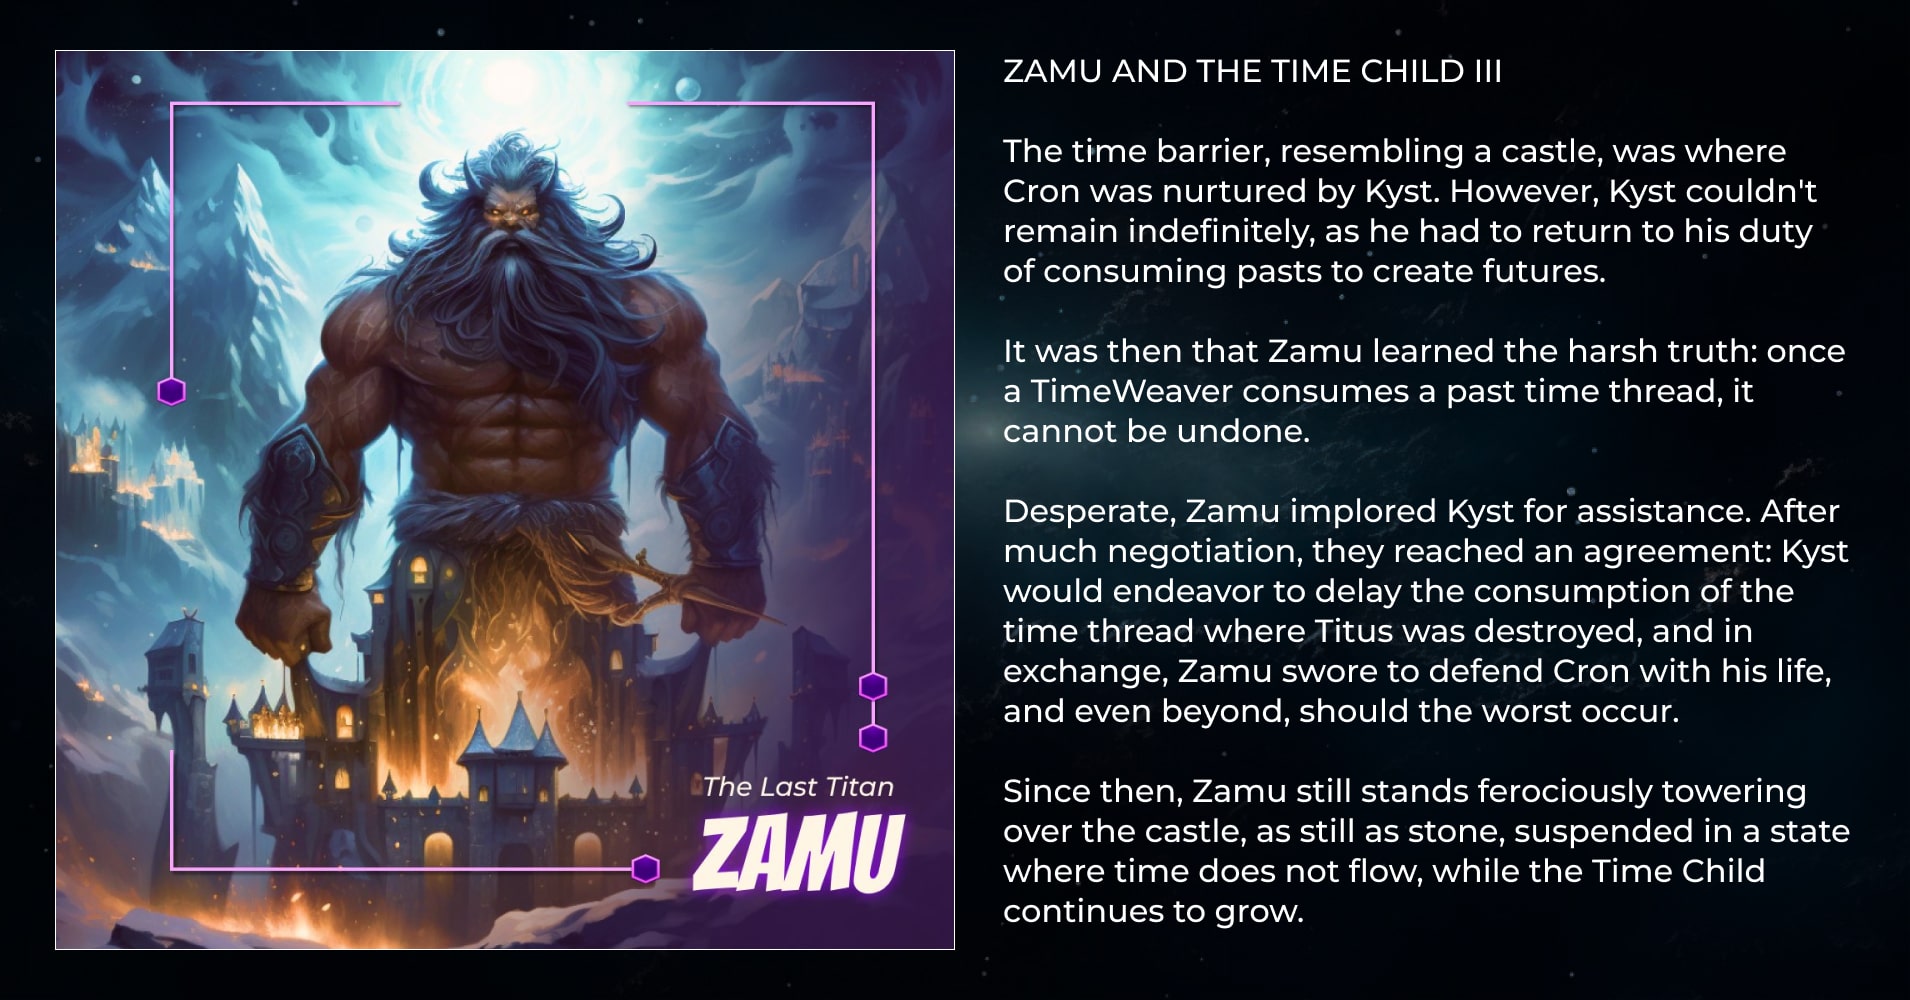 The Last Titan
ZAMU
ZAMU AND THE TIME CHILD III
The time barrier, resembling a castle, was where
Cron was nurtured by Kyst. However, Kyst couldn't
remain indefinitely, as he had to return to his duty
of consuming pasts to create futures.
It was then that Zamu learned the harsh truth: once
a TimeWeaver consumes a past time thread, it
cannot be undone.
Desperate, Zamu implored Kyst for assistance. After
much negotiation, they reached an agreement: Kyst
would endeavor to delay the consumption of the
time thread where Titus was destroyed, and in
exchange, Zamu swore to defend Cron with his life,
and even beyond, should the worst occur.
Since then, Zamu still stands ferociously towering
over the castle, as still as stone, suspended in a state
where time does not flow, while the Time Child
continues to grow.